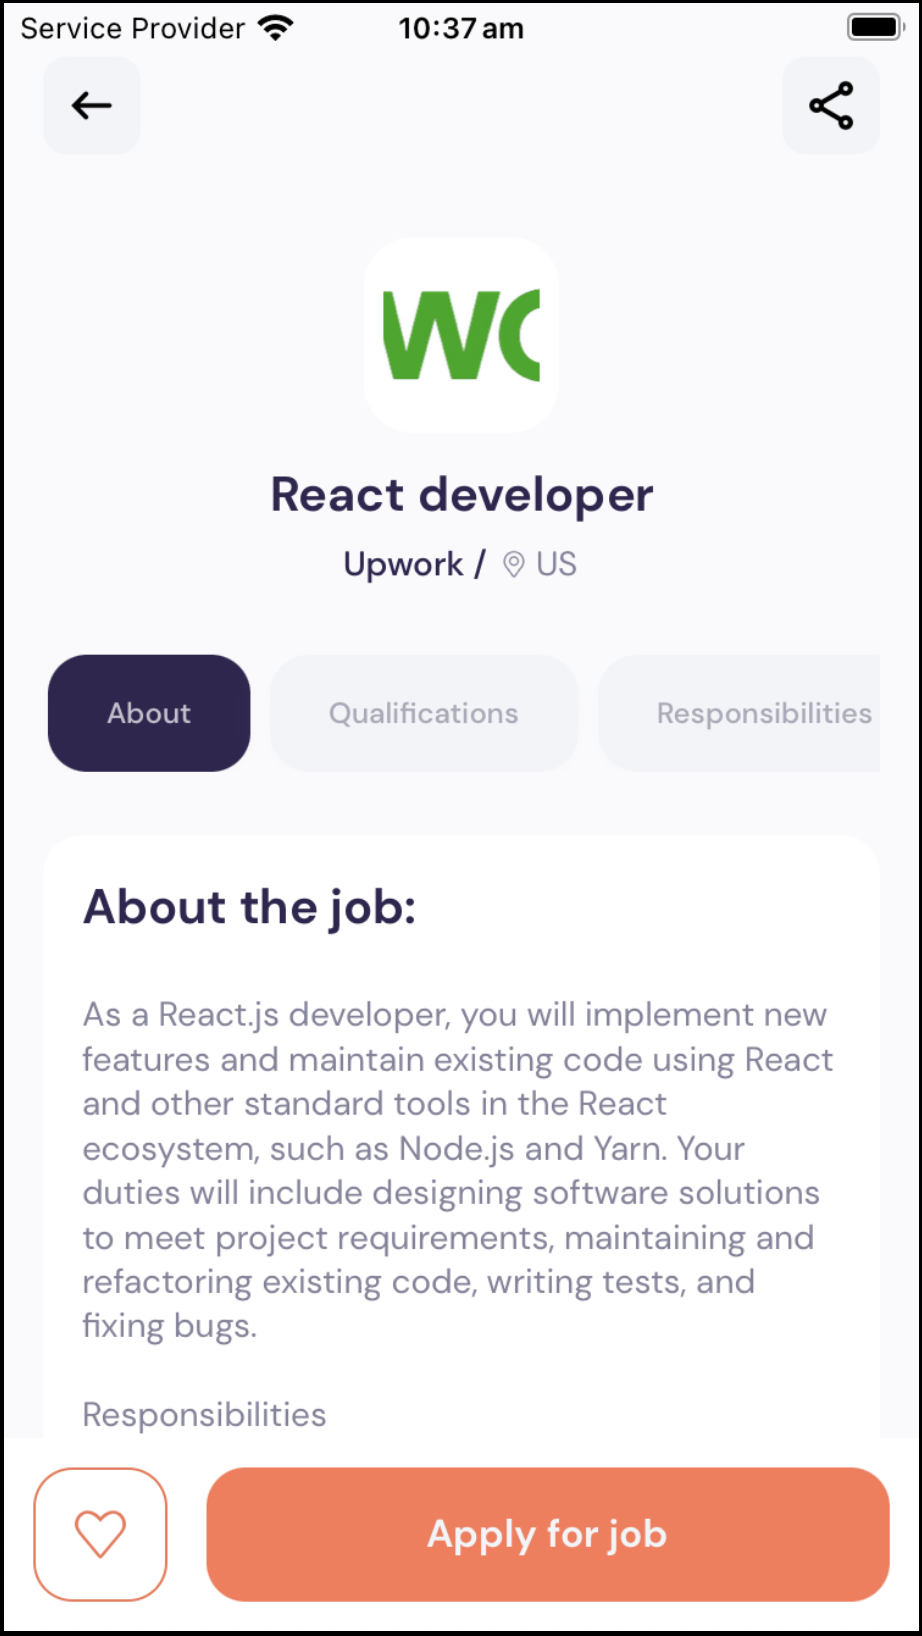 Service Provider 10:37 am
WO
React developer
Upwork / US
About Qualifications Responsibilities
About the job:
As a React.js developer, you will implement new
features and maintain existing code using React
and other standard tools in the React
ecosystem, such as Node.js and Yarn. Your
duties will include designing software solutions
to meet project requirements, maintaining and
refactoring existing code, writing tests, and
fixing bugs.
Responsibilities
Apply for job